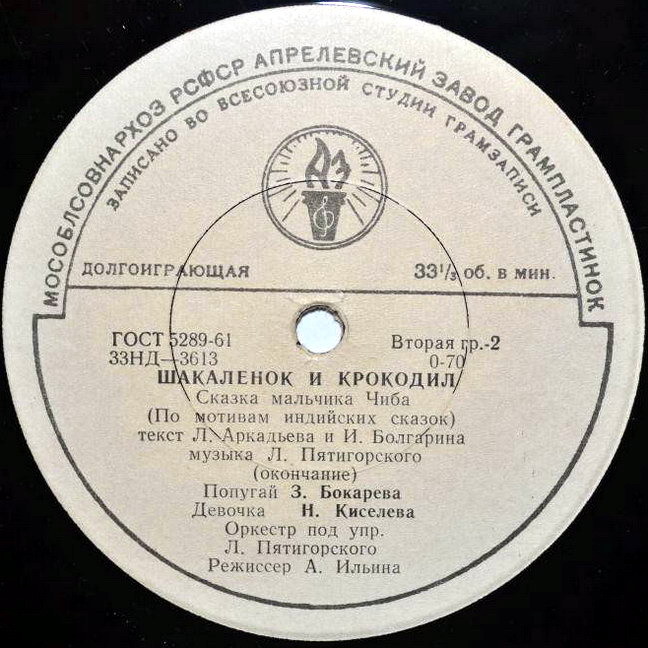 МОСОБЛСОВНАРХОЗ РСФСР АПРЕЛЕВСКИЙ ЗАВОД ГРАМПЛАСТИНОК
ЗАПИСАНО ВО ВСЕСОЮЗНОЙ СТУДИИ ГРАМЗАПИСИ
АЗ
ДОЛГОИГРАЮЩАЯ 33⅓ об. в мин.
ГОСТ 5289-61 Вторая гр.-2
33НД—3613 0-70
ШАКАЛЕНОК И КРОКОДИЛ
Сказка мальчика Чиба
(По мотивам индийских сказок)
текст Л. Аркадьева и И. Болгарина
музыка Л. Пятигорского
(окончание)
Попугай З. Бокарева
Девочка Н. Киселева
Оркестр под упр.
Л. Пятигорского
Режиссер А. Ильина